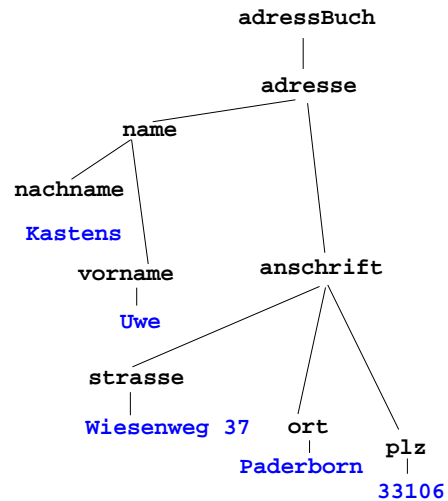 adressBuch
adresse
name
nachname
Kastens
vorname
Uwe
anschrift
strasse
Wiesenweg 37
ort
Paderborn
plz
33106